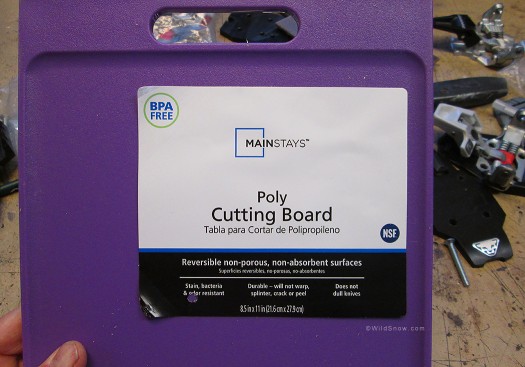 BPA
FREE
MAINSTAYS™
Poly
Cutting Board
Tabla para Cortar de Polipropileno
NSF
Reversible non-porous, non-absorbent surfaces
Superficies reversibles, no-porosas, no-absorbentes
Stain, bacteria
& odor resistant
Durable – will not warp,
splinter, crack or peel
Does not
dull knives
8.5 in x 11 in (21.6 cm x 27.9 cm)
©WildSnow.com